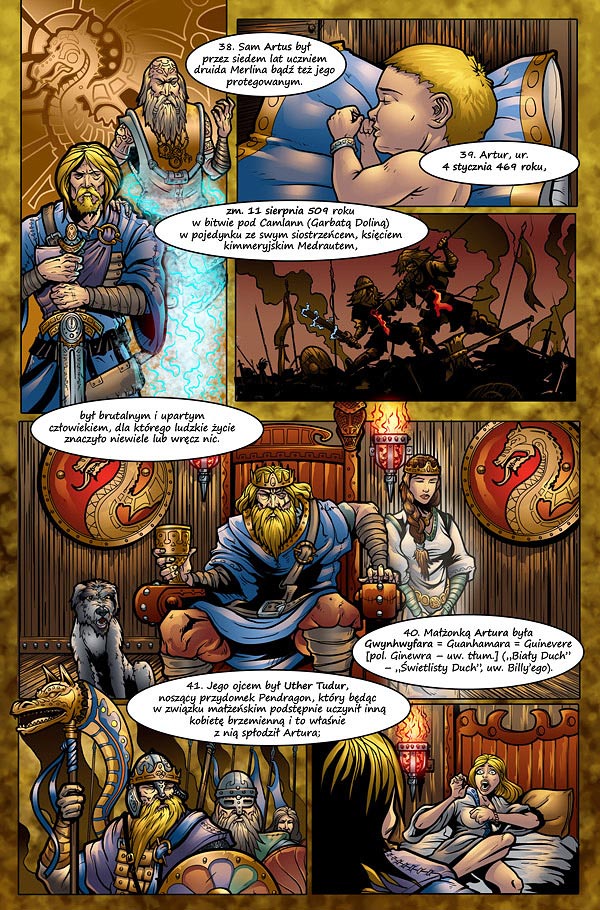 38. Sam Artus był
przez siedem lat uczniem
druida Merlina bądź też jego
protegowanym.
39. Artur, ur.
4 stycznia 469 roku,
zm. 11 sierpnia 509 roku
w bitwie pod Camlann (Garbatą Doliną)
w pojedynku ze swym siostrzeńcem, księciem
kimmeryjskim Medrautem,
był brutalnym i upartym
człowiekiem, dla którego ludzkie życie
znaczyło niewiele lub wręcz nic.
40. Małżonką Artura była
Gwynhwyfara = Guanhamara = Guinevere
[pol. Ginewra – uw. tłum.] („Biały Duch”
– „Świetlisty Duch”, uw. Billy’ego).
41. Jego ojcem był Uther Tudur,
noszący przydomek Pendragon, który będąc
w związku małżeńskim podstępnie uczynił inną
kobietę brzemienną i to właśnie
z nią spłodził Artura;